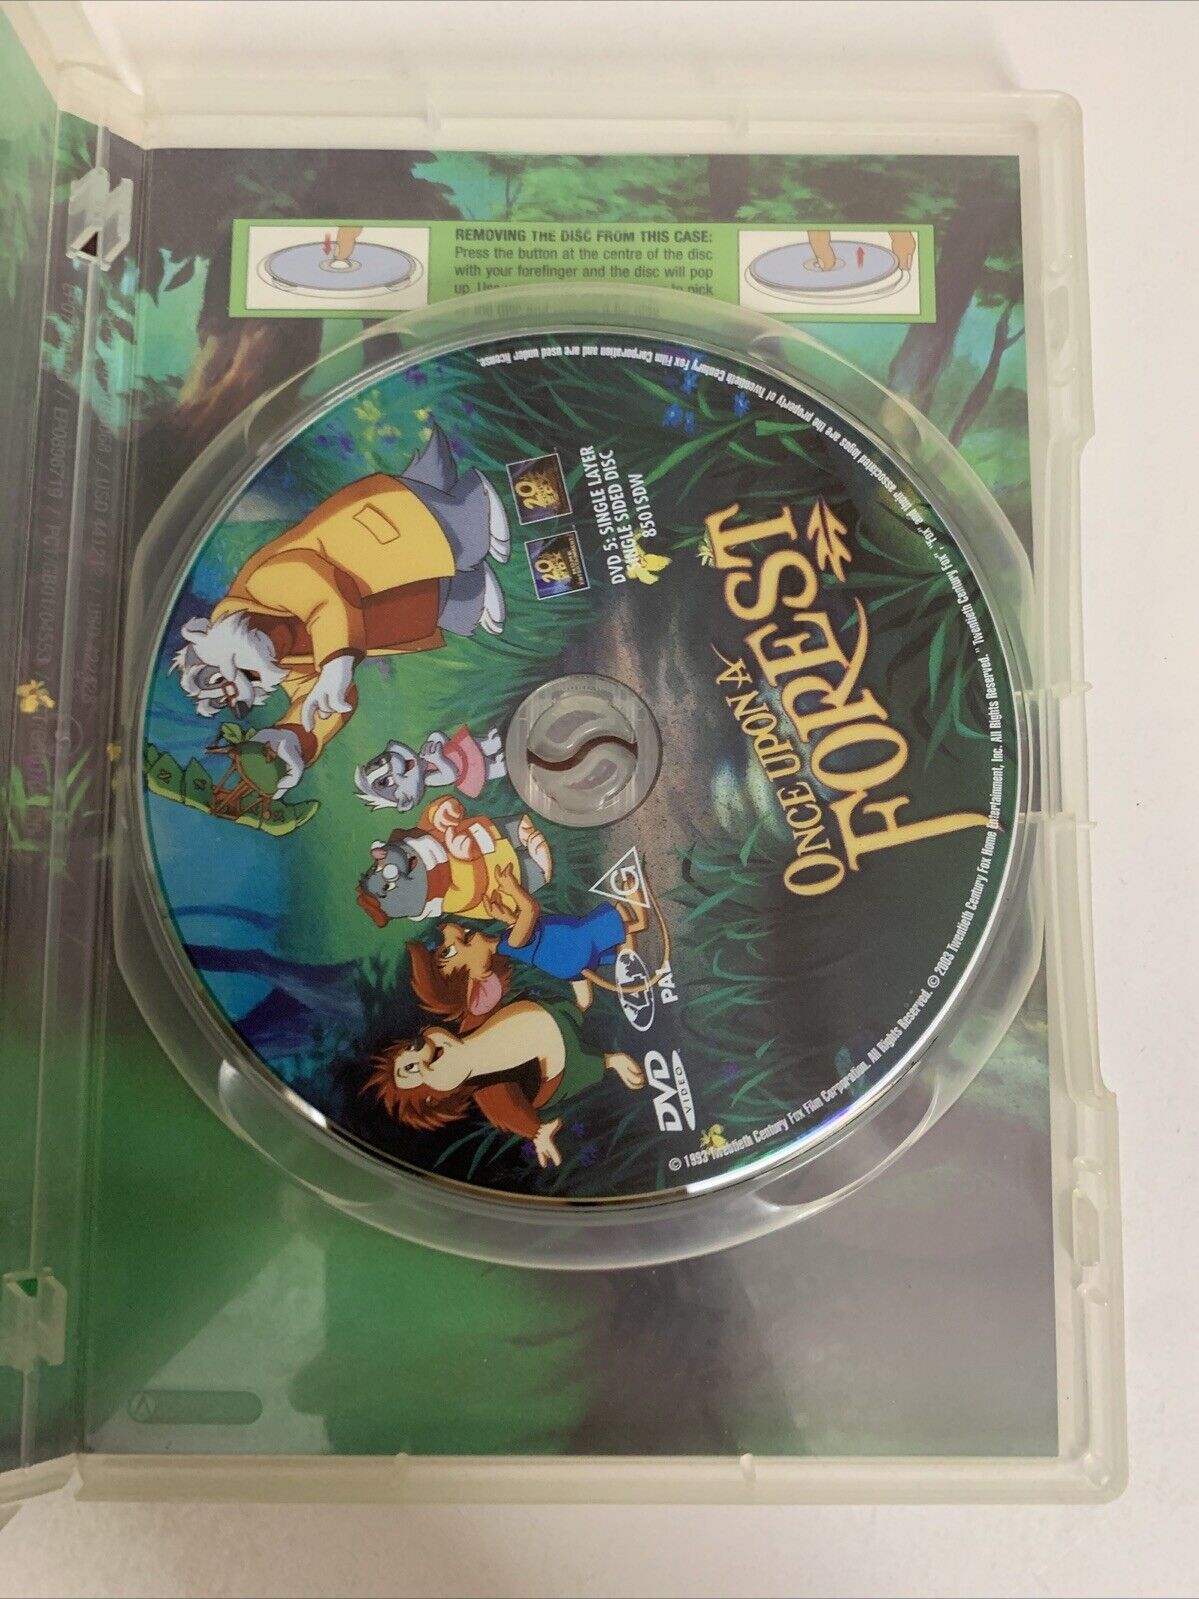 REMOVING THE DISC FROM THIS CASE:
Press the button at the centre of the disc
with your forefinger and the disc will pop
up. to pick
ONCE UPON A
FOREST
DVD 5: SINGLE LAYER
SINGLE SIDED DISC
8501SDW
G
4
PAL
DVD
VIDEO
© 1993 Twentieth Century Fox Film Corporation. All Rights Reserved. © 2003 Twentieth Century Fox Home Entertainment, Inc. All Rights Reserved. "Twentieth Century Fox", "Fox" and their associated logos are the property of Twentieth Century Fox Film Corporation and are used under license.